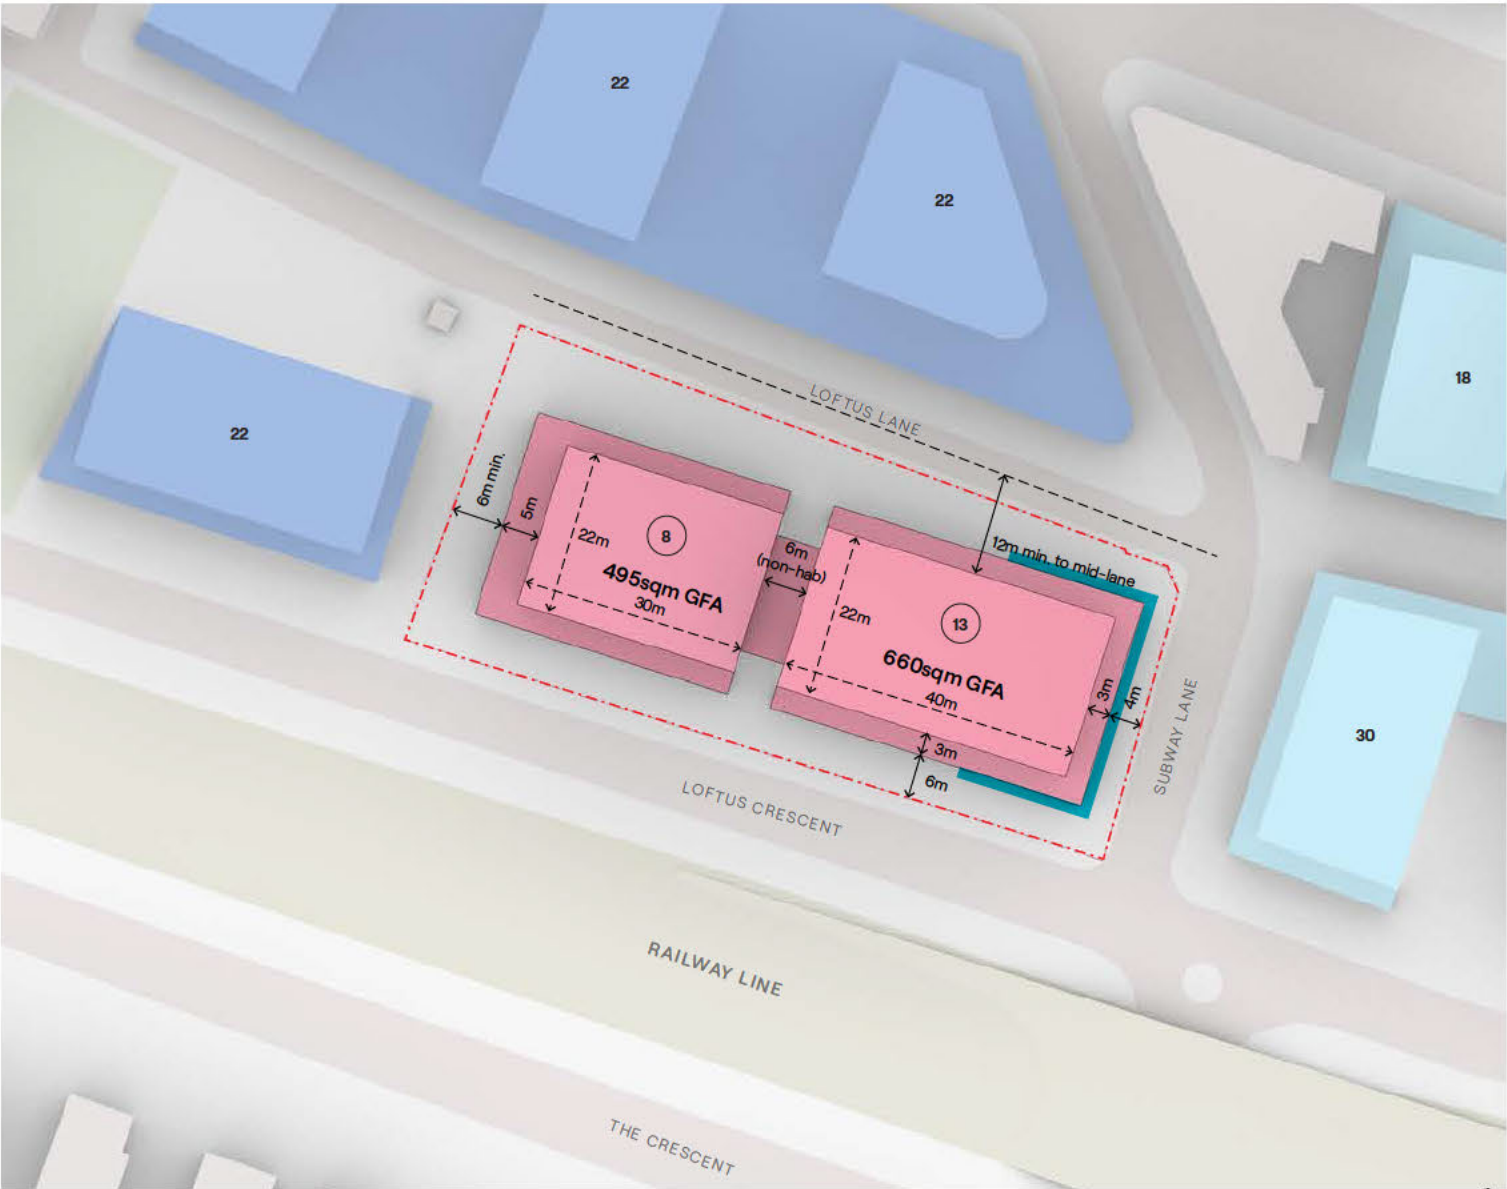 22
22
18
LOFTUS LANE
22
6m min.
5m
22m
8
495sqm GFA
30m
6m
(non-hab)
12m min. to mid-lane
22m
13
660sqm GFA
40m
3m
4m
3m
6m
SUBWAY LANE
30
LOFTUS CRESCENT
RAILWAY LINE
THE CRESCENT